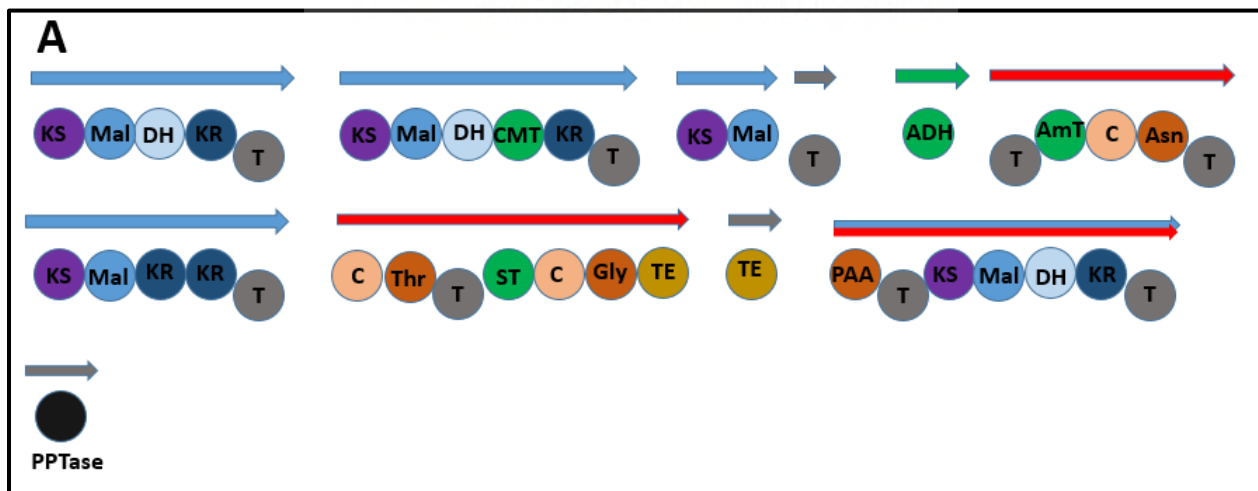 A
KS Mal DH KR T
KS Mal DH CMT KR T
KS Mal T
ADH
T AmT C Asn T
KS Mal KR KR T
C Thr T ST C Gly TE
TE
PAA T KS Mal DH KR T
PPTase